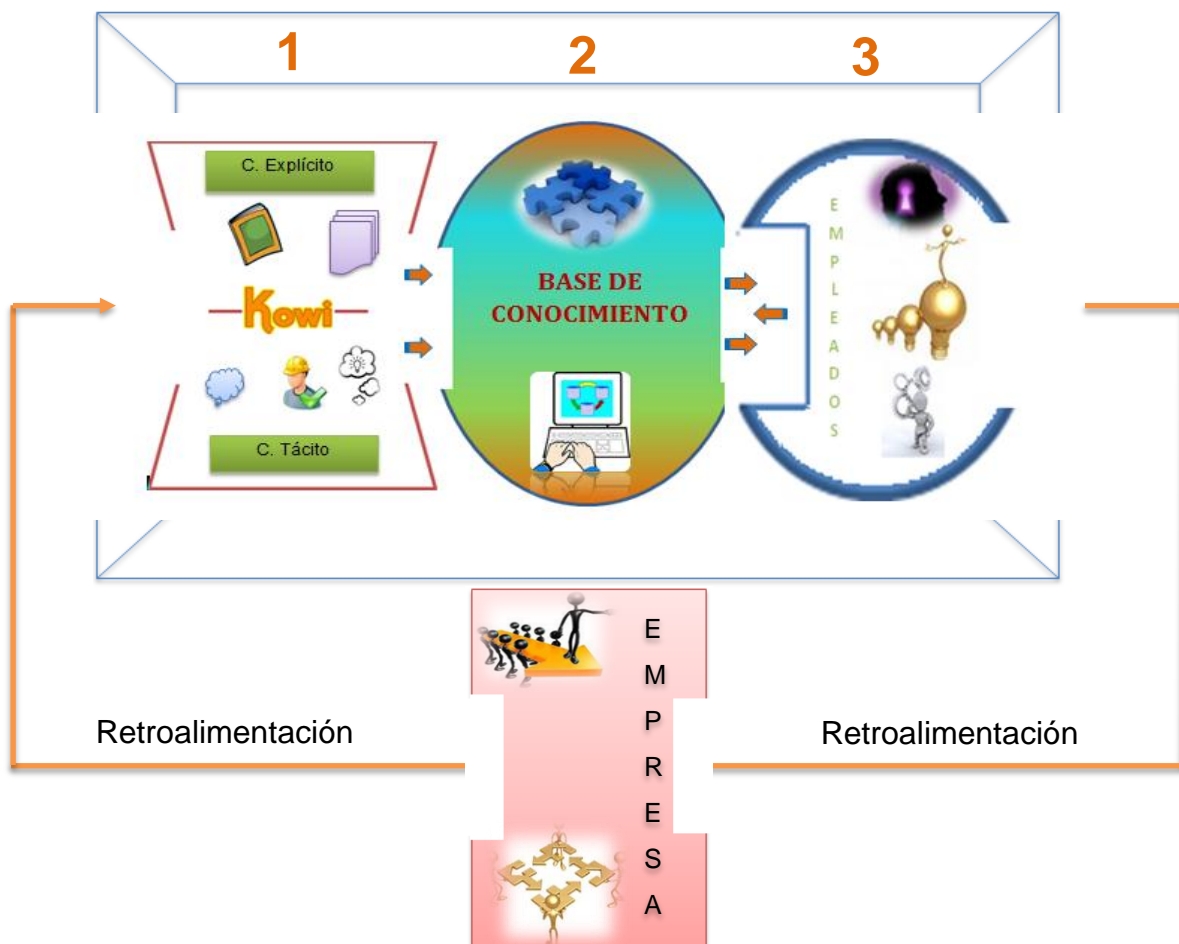 1
2
3
C. Explícito
Kowi
C. Tácito
BASE DE
CONOCIMIENTO
E
M
P
L
E
A
D
O
S
E
M
P
R
E
S
A
Retroalimentación
Retroalimentación